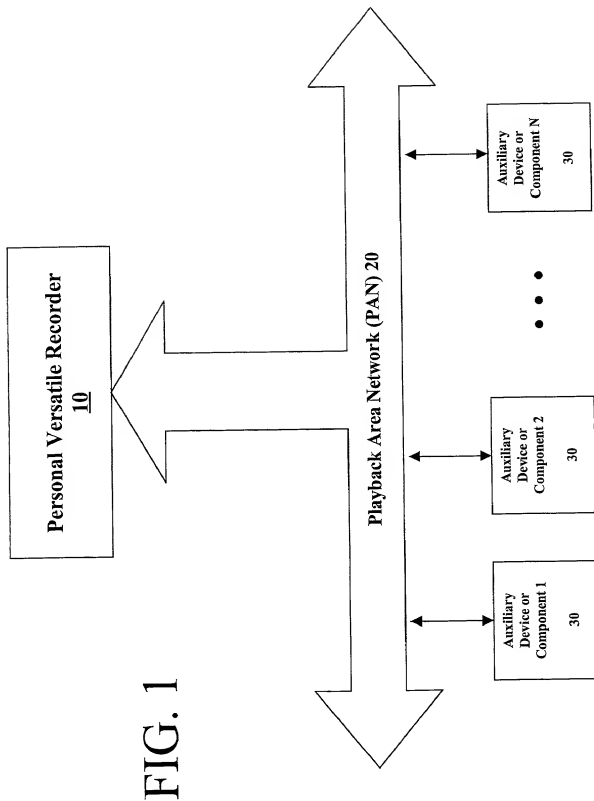 FIG. 1
Personal Versatile Recorder
10
Playback Area Network (PAN) 20
Auxiliary
Device or
Component 1
30
Auxiliary
Device or
Component 2
30
Auxiliary
Device or
Component N
30